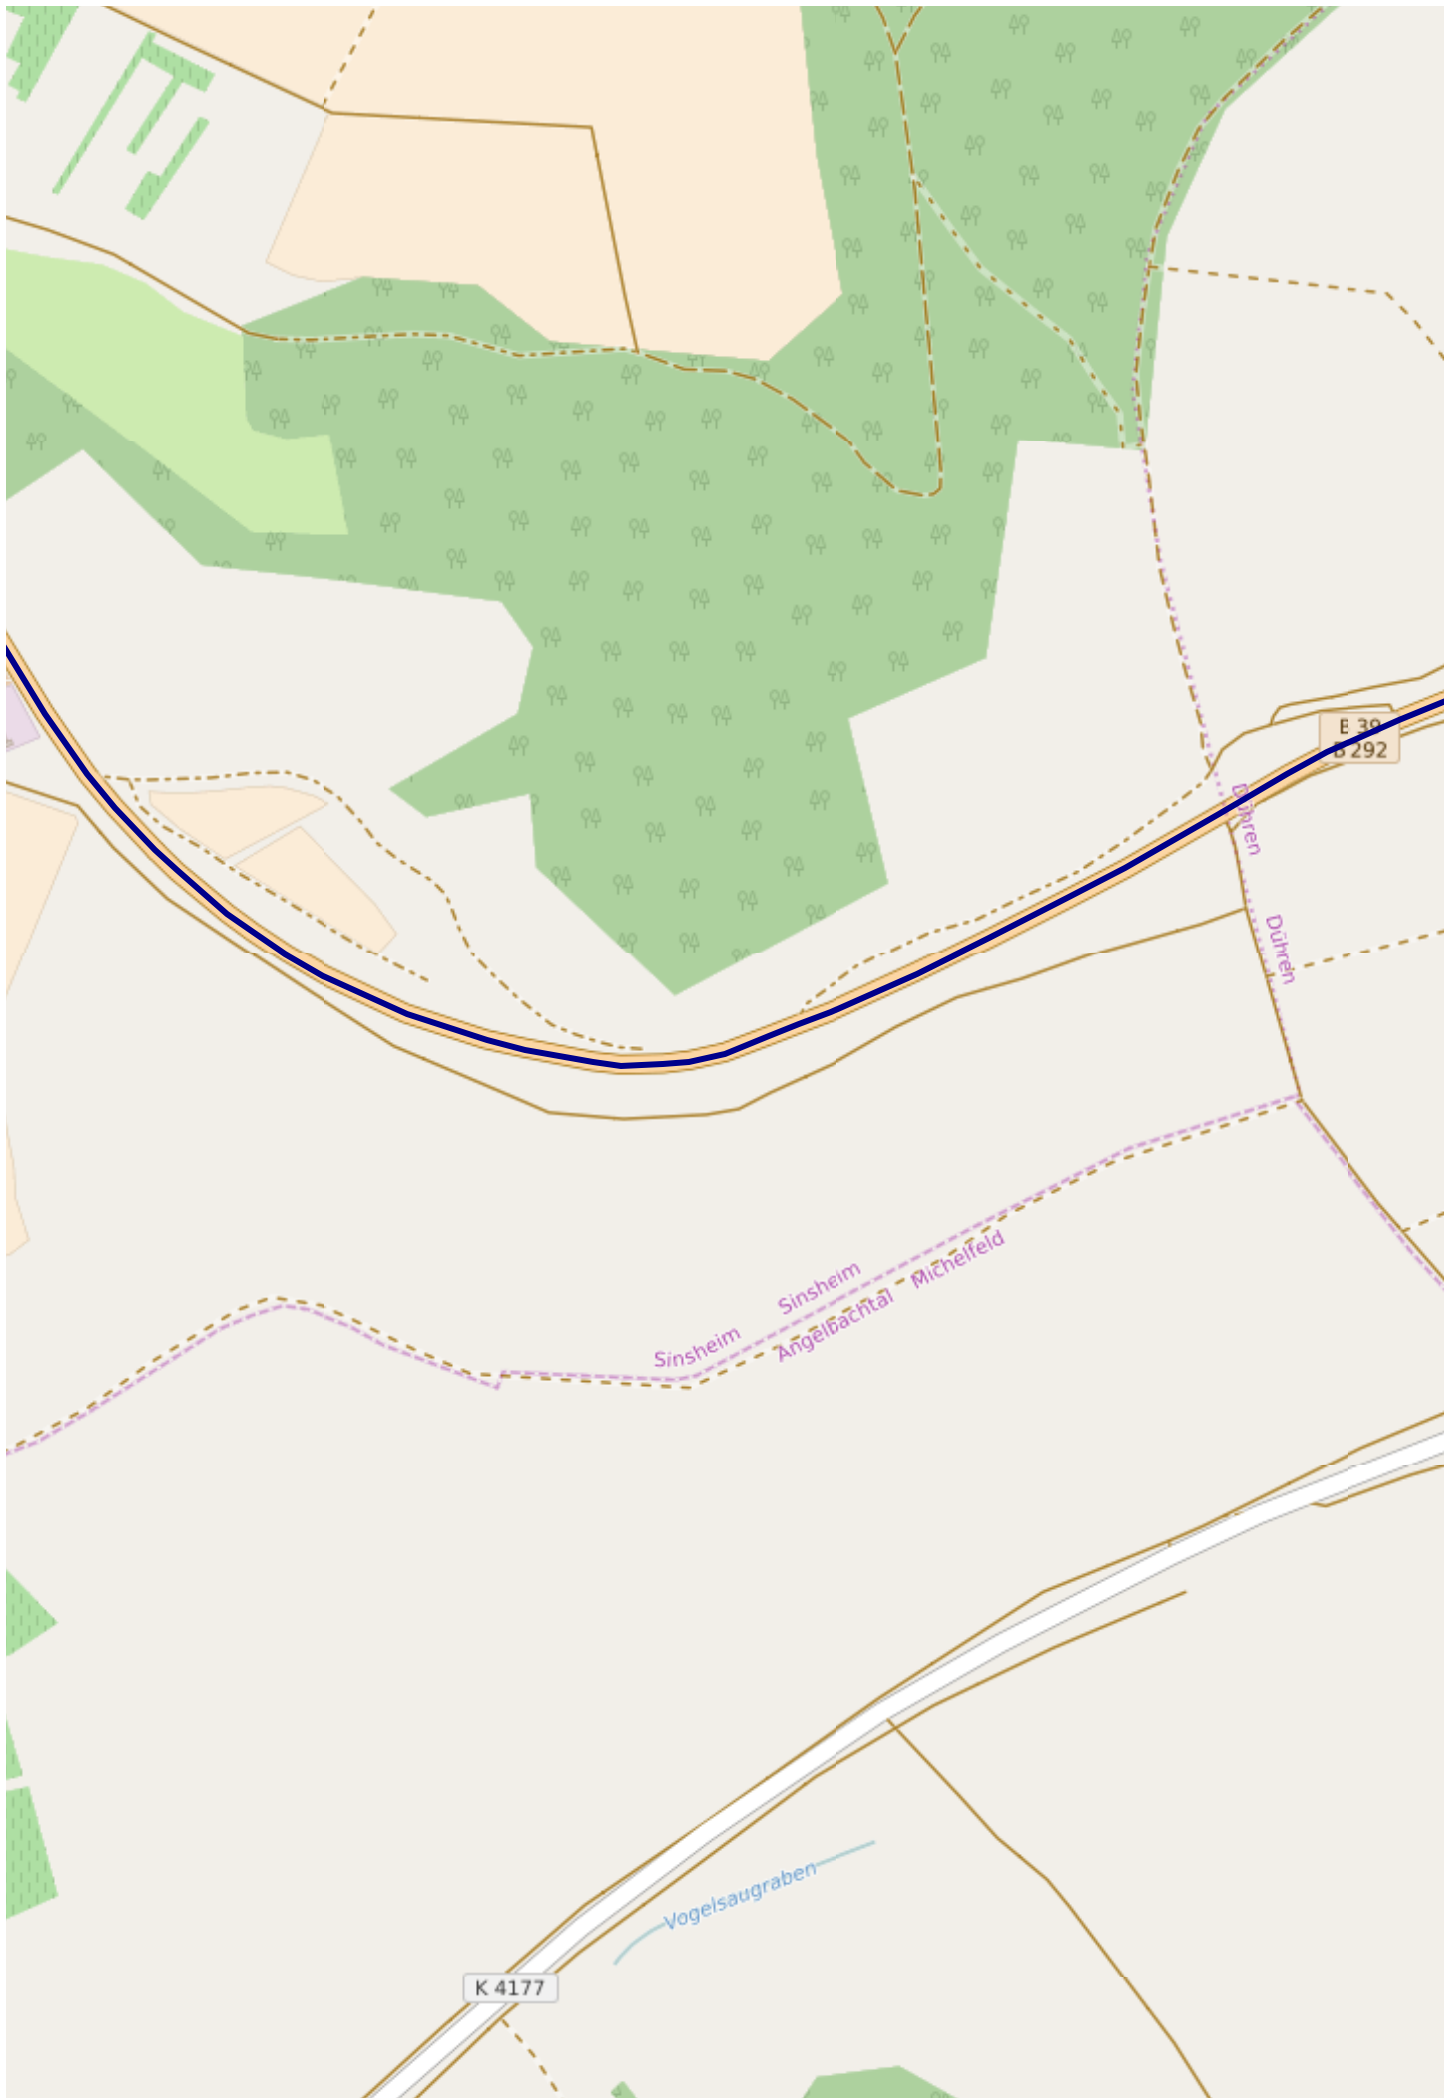 B 39
B 292
Dühren
Dühren
Sinsheim
Michelfeld
Sinsheim
Angelbachtal
Vogelsaugraben
K 4177